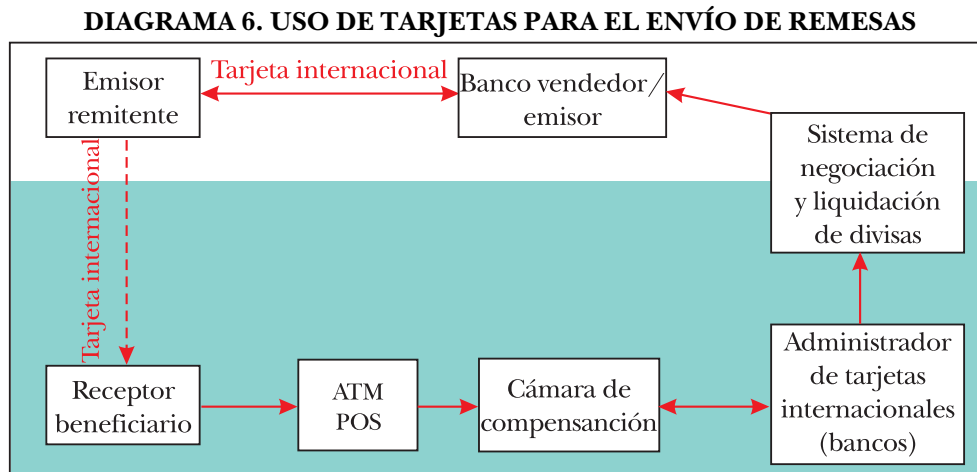 DIAGRAMA 6. USO DE TARJETAS PARA EL ENVÍO DE REMESAS
Emisor
remitente
Tarjeta internacional
Banco vendedor/
emisor
Sistema de
negociación
y liquidación
de divisas
Tarjeta internacional
Receptor
beneficiario
ATM
POS
Cámara de
compensanción
Administrador
de tarjetas
internacionales
(bancos)